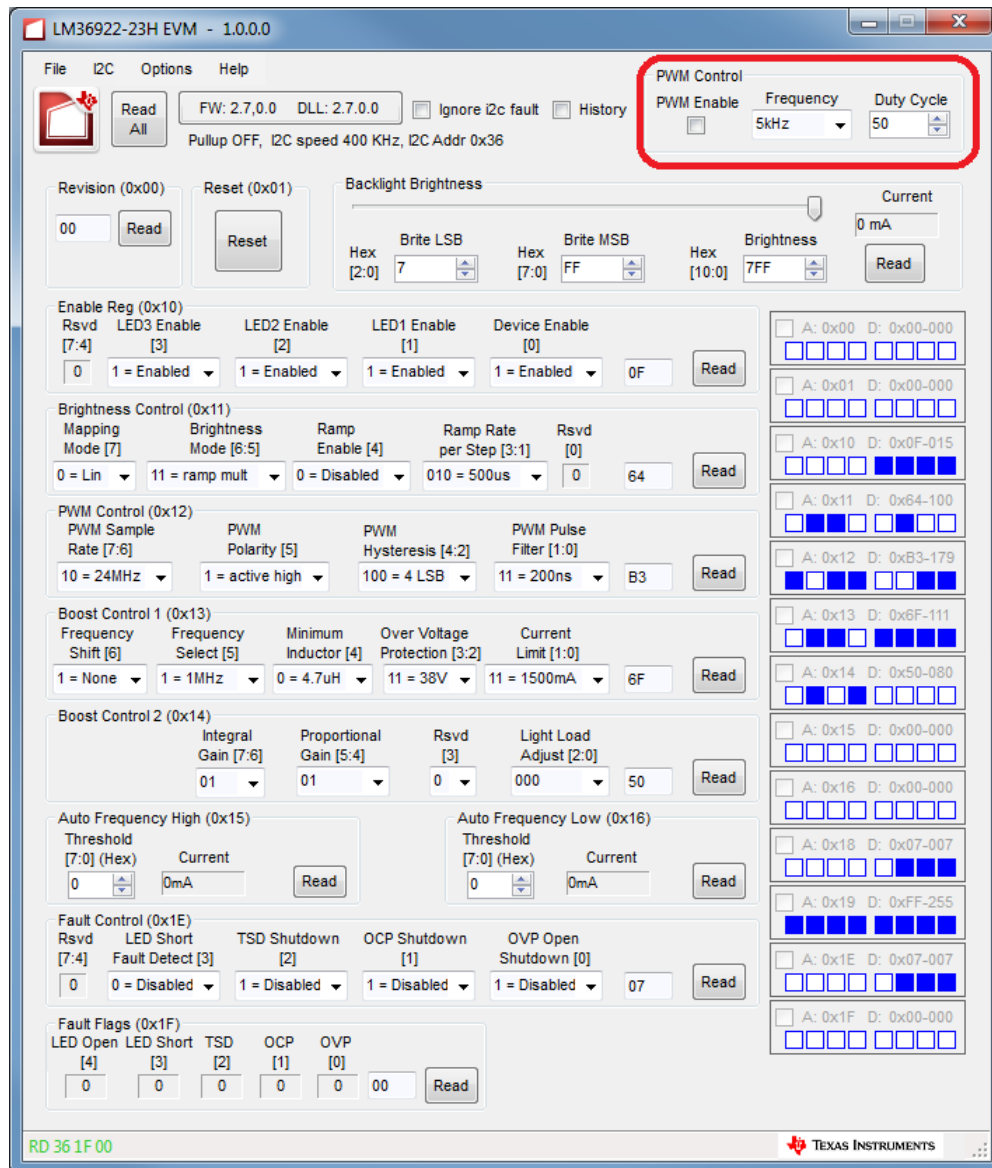 LM36922-23H EVM - 1.0.0.0
File I2C Options Help
Read All
FW: 2.7,0.0 DLL: 2.7.0.0
Ignore i2c fault
History
Pullup OFF, I2C speed 400 KHz, I2C Addr 0x36
PWM Control
PWM Enable Frequency Duty Cycle
5kHz 50
Revision (0x00)
00 Read
Reset (0x01)
Reset
Backlight Brightness
Current
0 mA
Brite LSB Brite MSB Brightness
Hex [2:0] 7 Hex [7:0] FF Hex [10:0] 7FF Read
Enable Reg (0x10)
Rsvd LED3 Enable LED2 Enable LED1 Enable Device Enable
[7:4] [3] [2] [1] [0]
0 1 = Enabled 1 = Enabled 1 = Enabled 1 = Enabled 0F Read
Brightness Control (0x11)
Mapping Brightness Ramp Ramp Rate Rsvd
Mode [7] Mode [6:5] Enable [4] per Step [3:1] [0]
0 = Lin 11 = ramp mult 0 = Disabled 010 = 500us 0 64 Read
PWM Control (0x12)
PWM Sample PWM PWM PWM Pulse
Rate [7:6] Polarity [5] Hysteresis [4:2] Filter [1:0]
10 = 24MHz 1 = active high 100 = 4 LSB 11 = 200ns B3 Read
Boost Control 1 (0x13)
Frequency Frequency Minimum Over Voltage Current
Shift [6] Select [5] Inductor [4] Protection [3:2] Limit [1:0]
1 = None 1 = 1MHz 0 = 4.7uH 11 = 38V 11 = 1500mA 6F Read
Boost Control 2 (0x14)
Integral Proportional Rsvd Light Load
Gain [7:6] Gain [5:4] [3] Adjust [2:0]
01 01 0 000 50 Read
Auto Frequency High (0x15)
Threshold
[7:0] (Hex) Current
0 0mA Read
Auto Frequency Low (0x16)
Threshold
[7:0] (Hex) Current
0 0mA Read
Fault Control (0x1E)
Rsvd LED Short TSD Shutdown OCP Shutdown OVP Open
[7:4] Fault Detect [3] [2] [1] Shutdown [0]
0 0 = Disabled 1 = Disabled 1 = Disabled 1 = Disabled 07 Read
Fault Flags (0x1F)
LED Open LED Short TSD OCP OVP
[4] [3] [2] [1] [0]
0 0 0 0 0 00 Read
A: 0x00 D: 0x00-000
A: 0x01 D: 0x00-000
A: 0x10 D: 0x0F-015
A: 0x11 D: 0x64-100
A: 0x12 D: 0xB3-179
A: 0x13 D: 0x6F-111
A: 0x14 D: 0x50-080
A: 0x15 D: 0x00-000
A: 0x16 D: 0x00-000
A: 0x18 D: 0x07-007
A: 0x19 D: 0xFF-255
A: 0x1E D: 0x07-007
A: 0x1F D: 0x00-000
RD 36 1F 00
TEXAS INSTRUMENTS